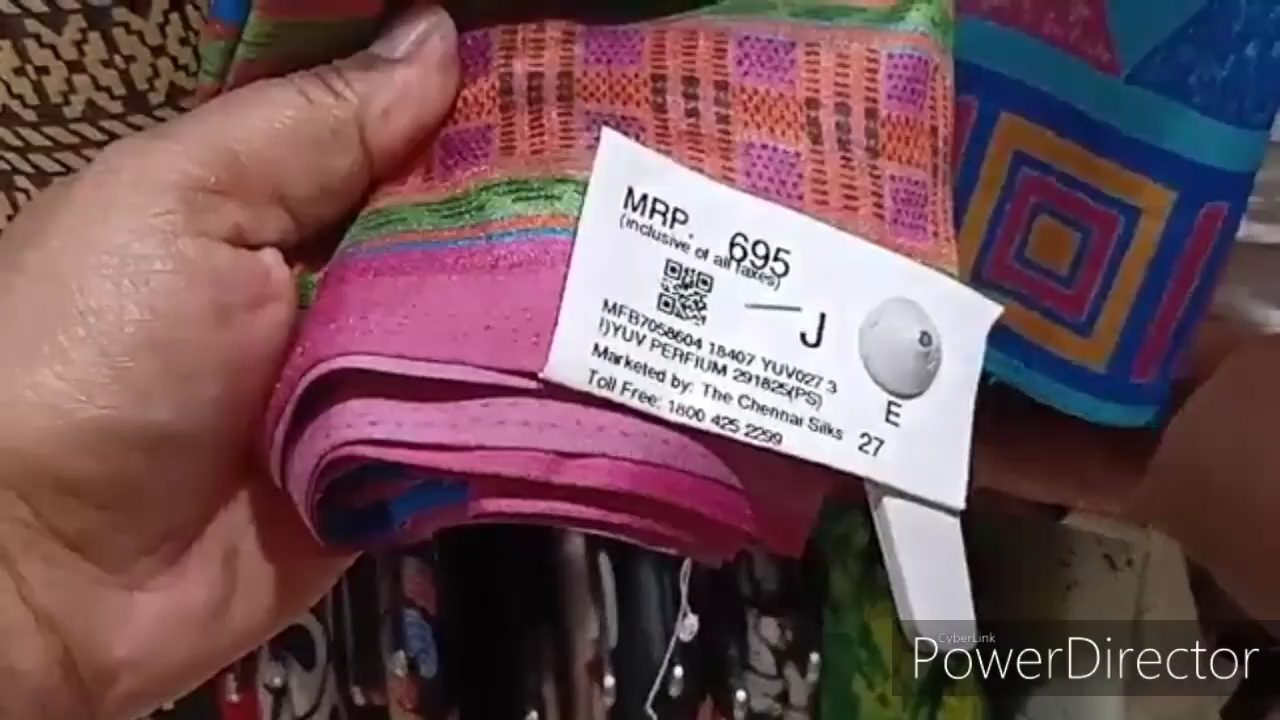 MRP. 695
(inclusive of all taxes)
J
MFB7058604 18407 YUV027 3
I)YUV PERFIUM 291825(PS)
Marketed by: The Chennai Silks
Toll Free: 1800 425 2299
E
27
CyberLink
PowerDirector